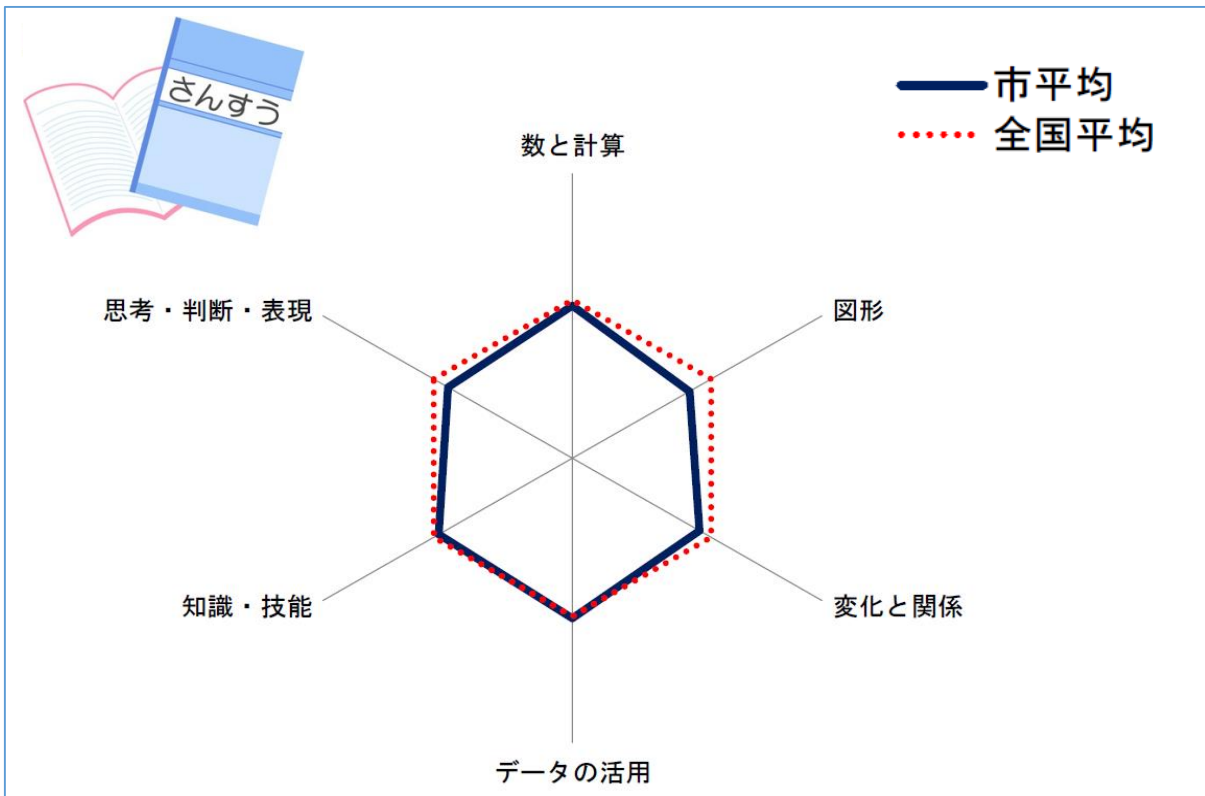 さんすう
市平均
全国平均
数と計算
思考・判断・表現
図形
知識・技能
変化と関係
データの活用